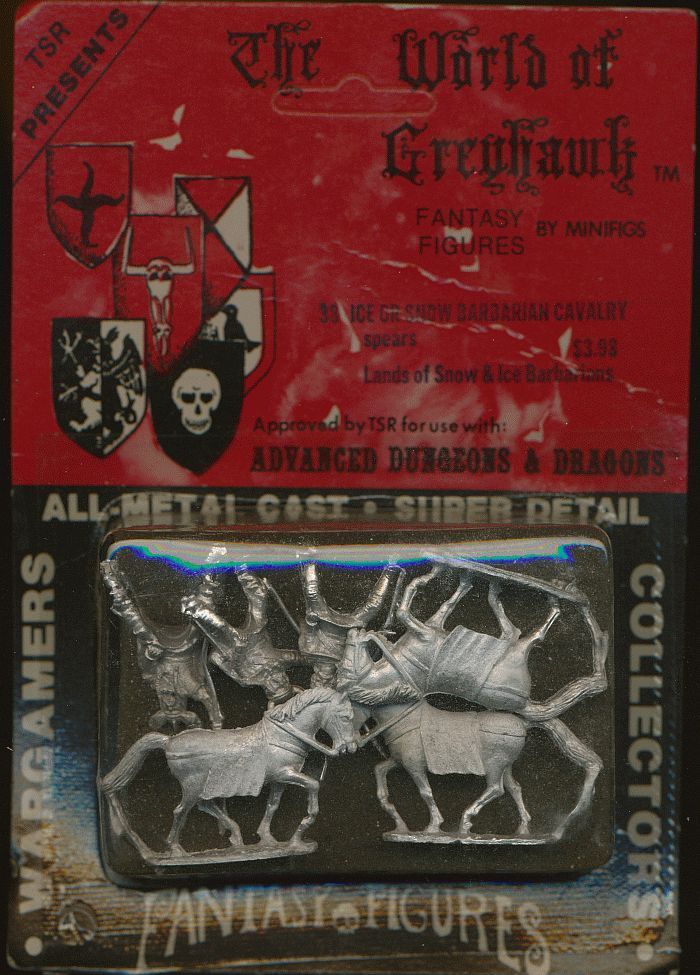 TSR
PRESENTS
The World of
Greyhawk ™
FANTASY
FIGURES BY MINIFIGS
33 ICE OR SNOW BARBARIAN CAVALRY
spears
$3.98
Lands of Snow & Ice Barbarians
Approved by TSR for use with:
ADVANCED DUNGEONS & DRAGONS™
ALL-METAL CAST • SUPER DETAIL
• WARGAMERS
COLLECTORS •
FANTASY FIGURES